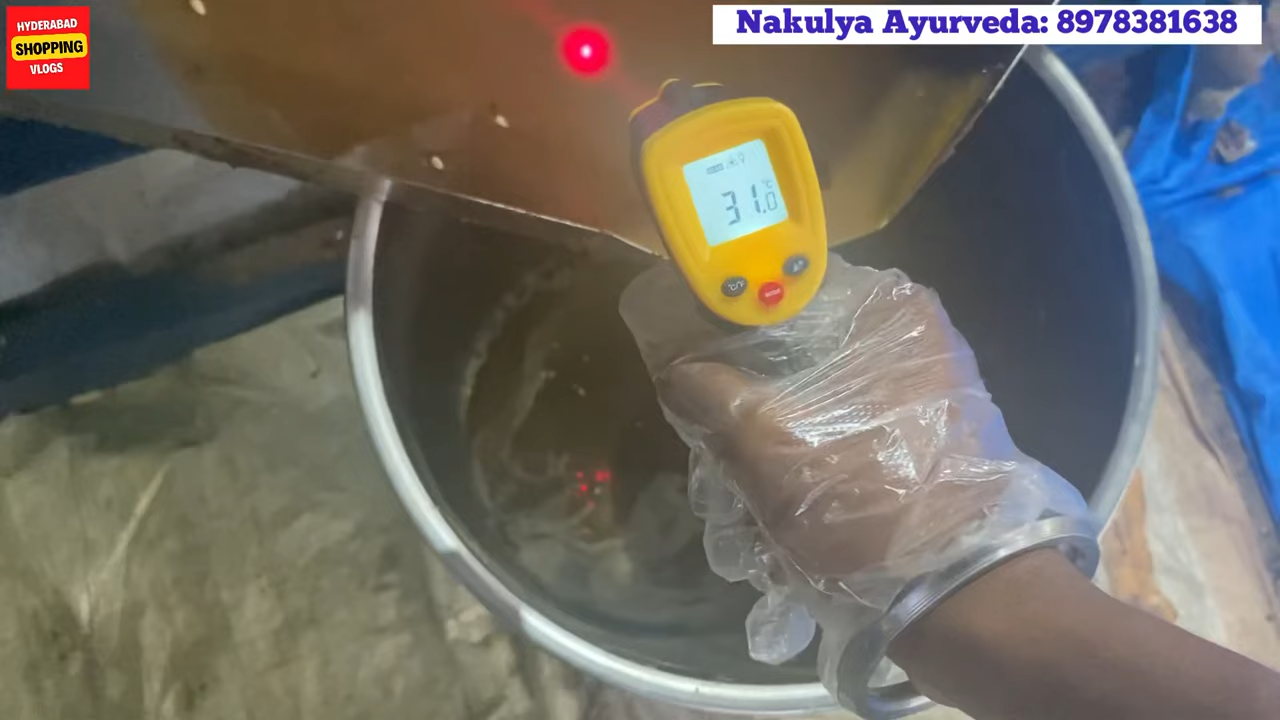 HYDERABAD
SHOPPING
VLOGS
Nakulya Ayurveda: 8978381638
31.0
°C
°C/°F